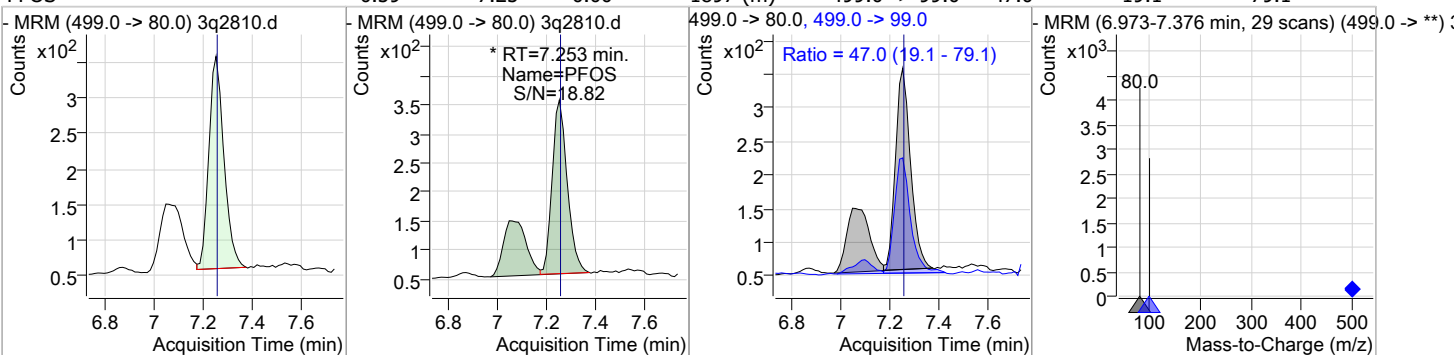 - MRM (499.0 -> 80.0) 3q2810.d
Counts
x10²
3
2.5
2
1.5
1
0.5
6.8 7 7.2 7.4 7.6
Acquisition Time (min)
- MRM (499.0 -> 80.0) 3q2810.d
Counts
x10²
* RT=7.253 min.
Name=PFOS
S/N=18.82
3.5
3
2.5
2
1.5
1
0.5
6.8 7 7.2 7.4 7.6
Acquisition Time (min)
499.0 -> 80.0, 499.0 -> 99.0
Counts
x10²
Ratio = 47.0 (19.1 - 79.1)
3
2.5
2
1.5
1
0.5
6.8 7 7.2 7.4 7.6
Acquisition Time (min)
- MRM (6.973-7.376 min, 29 scans) (499.0 -> **) 3
Counts
x10³
80.0
4
3.5
3
2.5
2
1.5
1
0.5
0
100 200 300 400 500
Mass-to-Charge (m/z)